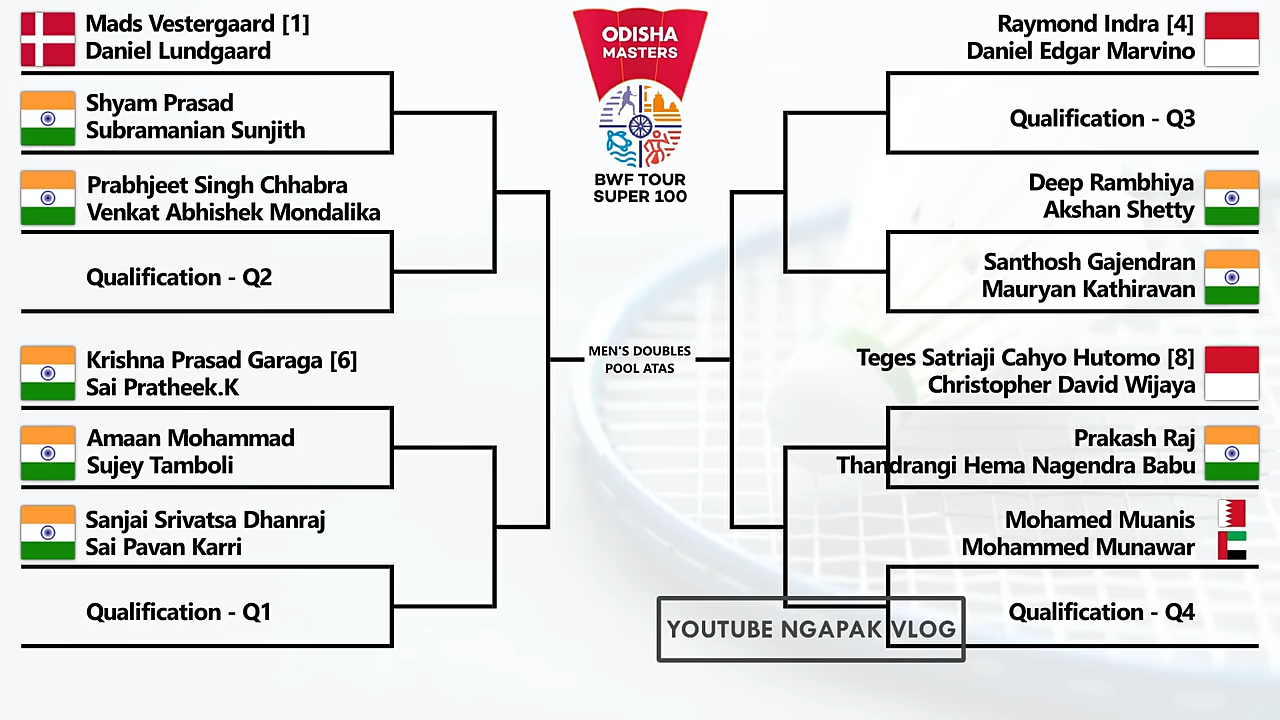 Mads Vestergaard [1]
Daniel Lundgaard
Shyam Prasad
Subramanian Sunjith
Prabhjeet Singh Chhabra
Venkat Abhishek Mondalika
Qualification - Q2
Krishna Prasad Garaga [6]
Sai Pratheek.K
Amaan Mohammad
Sujey Tamboli
Sanjai Srivatsa Dhanraj
Sai Pavan Karri
Qualification - Q1
ODISHA
MASTERS
BWF TOUR
SUPER 100
MEN'S DOUBLES
POOL ATAS
Raymond Indra [4]
Daniel Edgar Marvino
Qualification - Q3
Deep Rambhiya
Akshan Shetty
Santhosh Gajendran
Mauryan Kathiravan
Teges Satriaji Cahyo Hutomo [8]
Christopher David Wijaya
Prakash Raj
Thandrangi Hema Nagendra Babu
Mohamed Muanis
Mohammed Munawar
Qualification - Q4
YOUTUBE NGAPAK VLOG